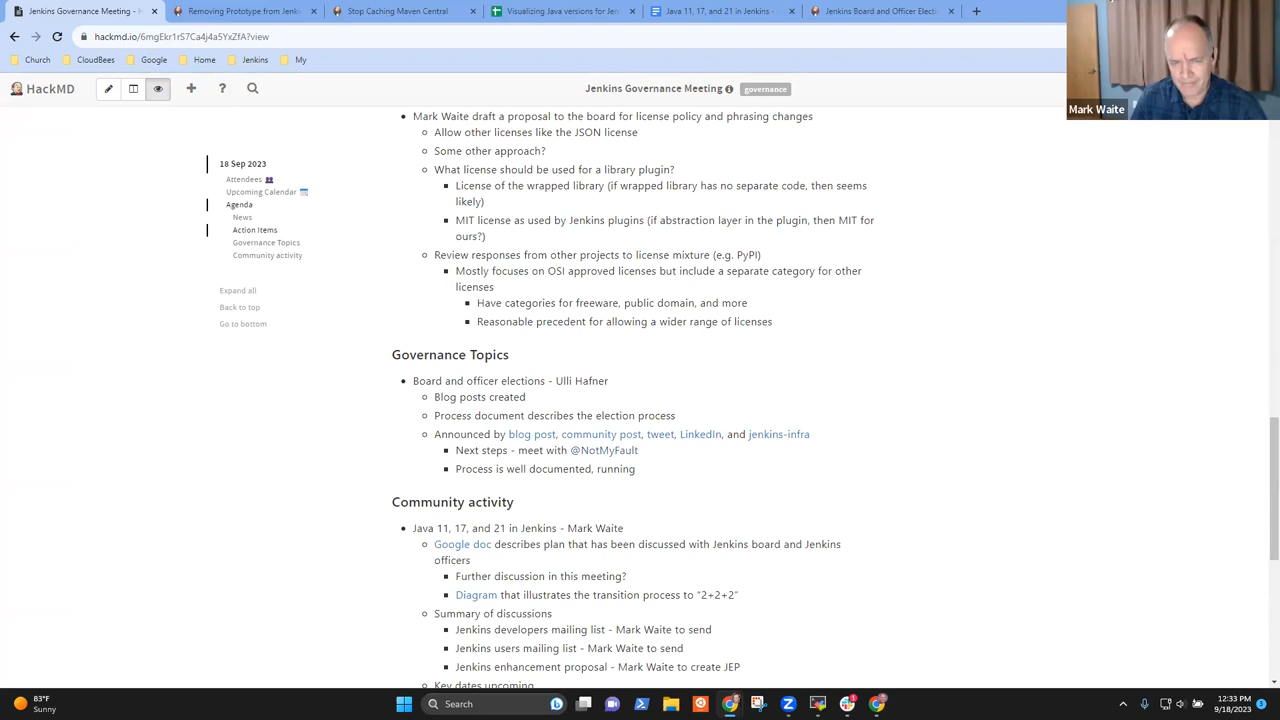 Jenkins Governance Meeting - H
Removing Prototype from Jenki
Stop Caching Maven Central
Visualizing Java versions for Jen
Java 11, 17, and 21 in Jenkins -
Jenkins Board and Officer Electi
hackmd.io/6mgEkr1rS7Ca4j4a5YxZfA?view
Church
CloudBees
Google
Home
Jenkins
My
Mark Waite
HackMD
Jenkins Governance Meeting
governance
18 Sep 2023
Attendees
Upcoming Calendar
Agenda
News
Action Items
Governance Topics
Community activity
Expand all
Back to top
Go to bottom
Mark Waite draft a proposal to the board for license policy and phrasing changes
Allow other licenses like the JSON license
Some other approach?
What license should be used for a library plugin?
License of the wrapped library (if wrapped library has no separate code, then seems
likely)
MIT license as used by Jenkins plugins (if abstraction layer in the plugin, then MIT for
ours?)
Review responses from other projects to license mixture (e.g. PyPI)
Mostly focuses on OSI approved licenses but include a separate category for other
licenses
Have categories for freeware, public domain, and more
Reasonable precedent for allowing a wider range of licenses
Governance Topics
Board and officer elections - Ulli Hafner
Blog posts created
Process document describes the election process
Announced by blog post, community post, tweet, LinkedIn, and jenkins-infra
Next steps - meet with @NotMyFault
Process is well documented, running
Community activity
Java 11, 17, and 21 in Jenkins - Mark Waite
Google doc describes plan that has been discussed with Jenkins board and Jenkins
officers
Further discussion in this meeting?
Diagram that illustrates the transition process to “2+2+2”
Summary of discussions
Jenkins developers mailing list - Mark Waite to send
Jenkins users mailing list - Mark Waite to send
Jenkins enhancement proposal - Mark Waite to create JEP
Key dates upcoming
83°F
Sunny
Search
12:33 PM
9/18/2023
3